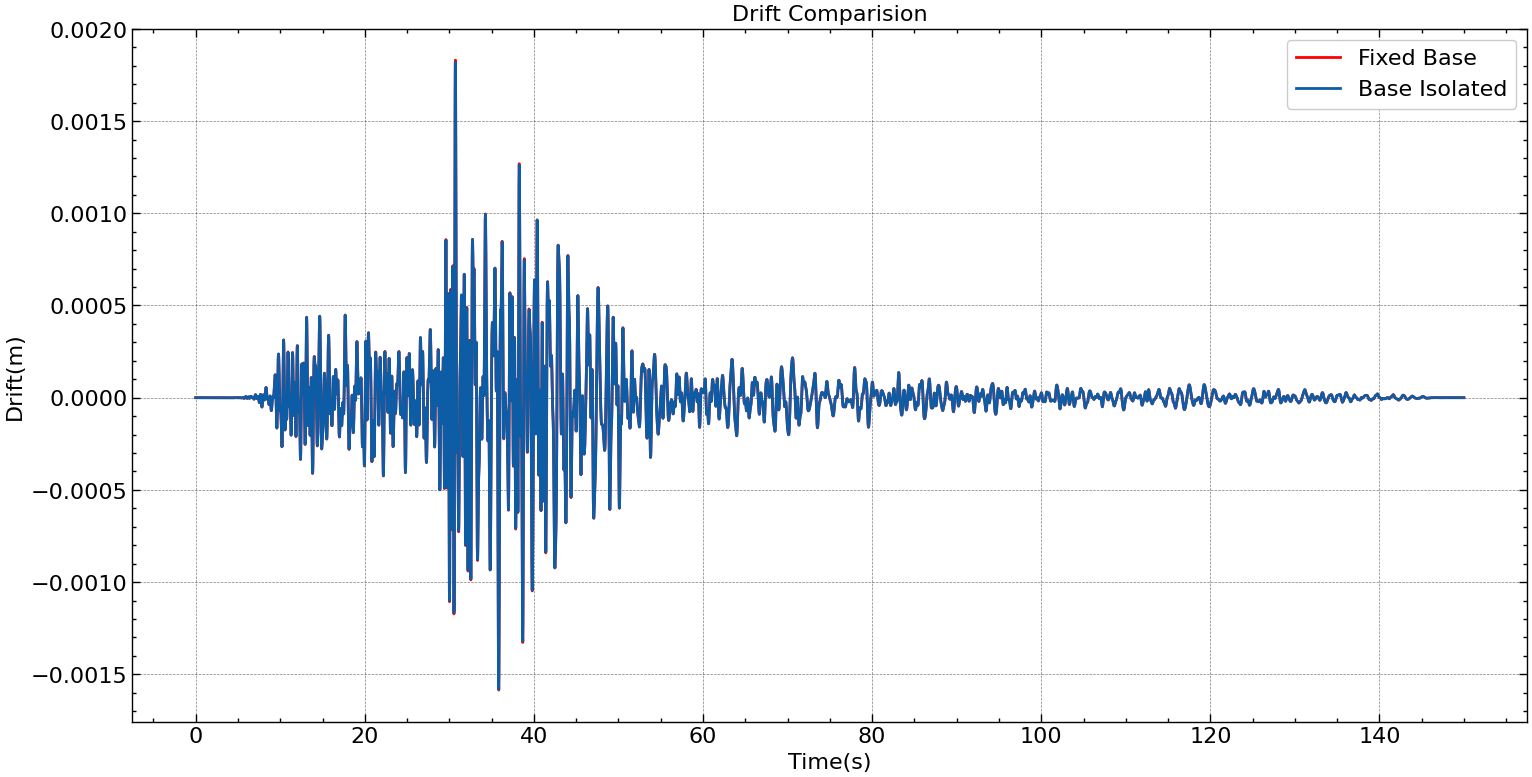 Drift Comparision
Fixed Base
Base Isolated
0.0020
0.0015
0.0010
0.0005
0.0000
−0.0005
−0.0010
−0.0015
Drift(m)
0 20 40 60 80 100 120 140
Time(s)